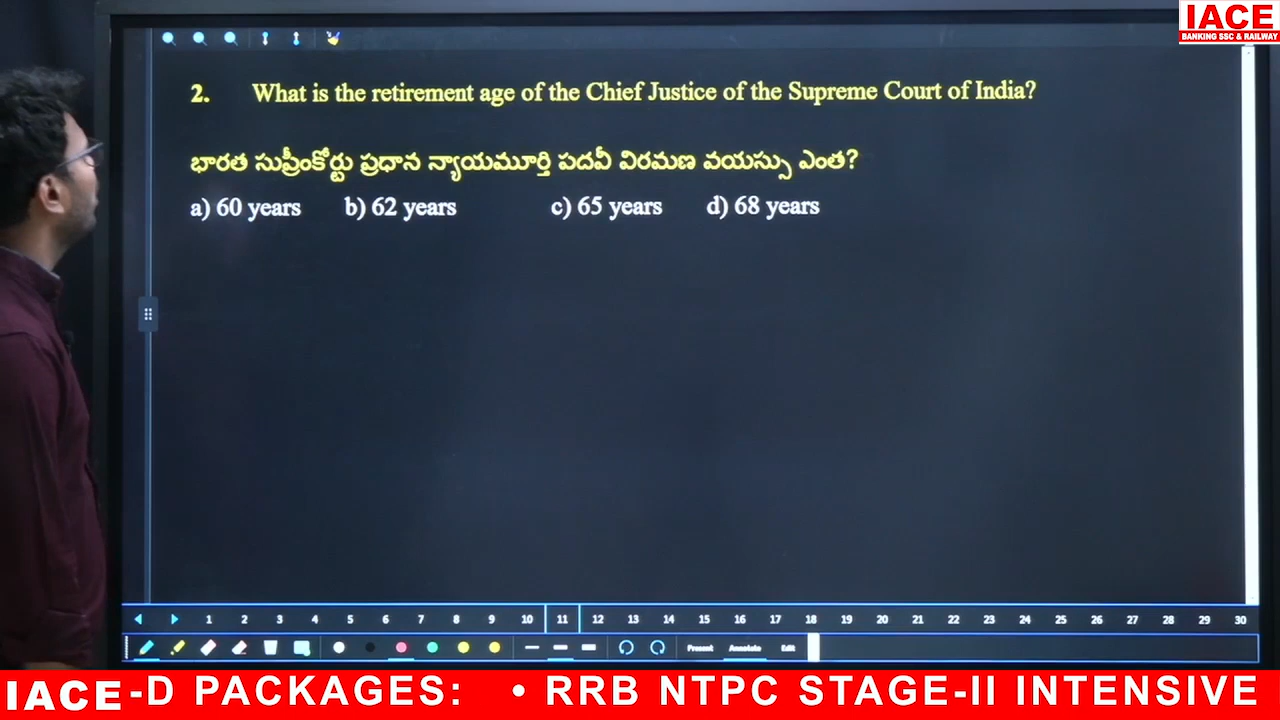 IACE
BANKING SSC & RAILWAY
2. What is the retirement age of the Chief Justice of the Supreme Court of India?
భారత సుప్రీంకోర్టు ప్రధాన న్యాయమూర్తి పదవీ విరమణ వయస్సు ఎంత?
a) 60 years b) 62 years c) 65 years d) 68 years
1 2 3 4 5 6 7 8 9 10 11 12 13 14 15 16 17 18 19 20 21 22 23 24 25 26 27 28 29 30
Present Annotate Edit
IACE -D PACKAGES: • RRB NTPC STAGE-II INTENSIVE